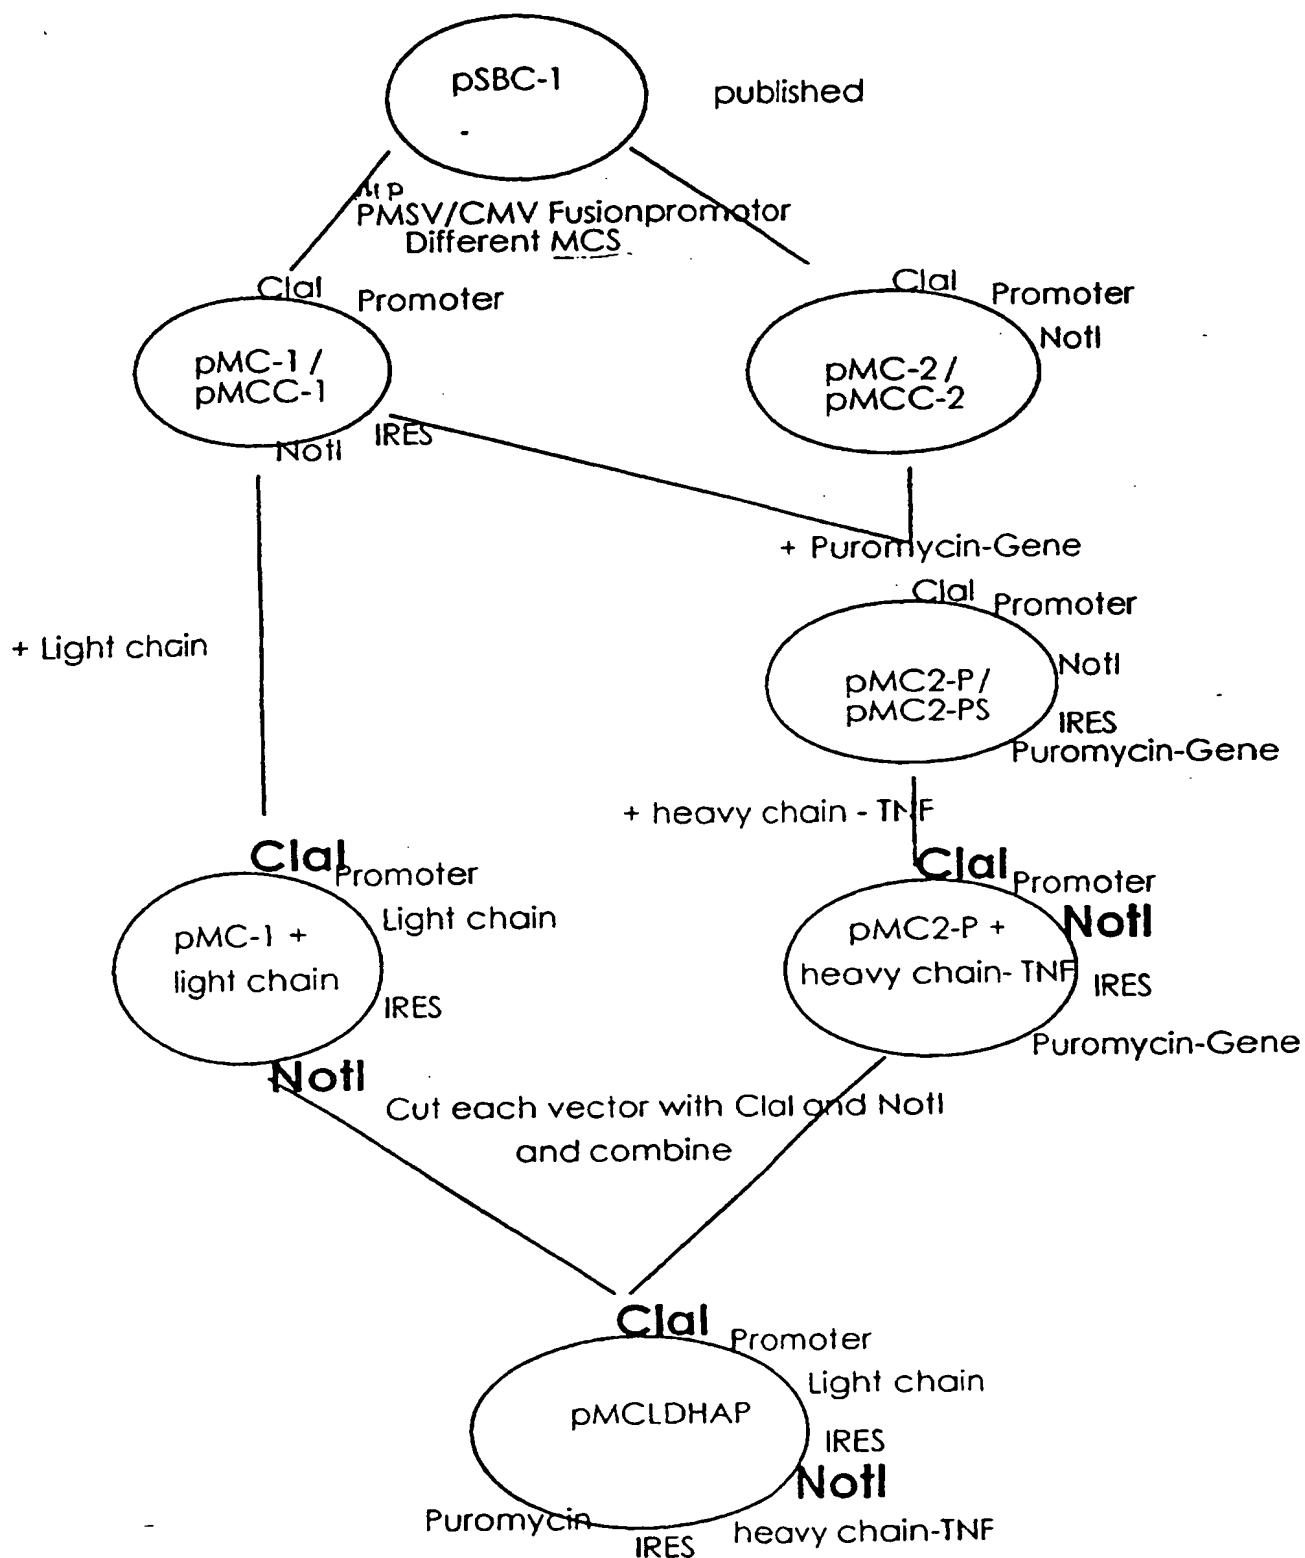 pSBC-1
published
PMSV/CMV Fusionpromotor
Different MCS
ClaI
Promoter
pMC-1 /
pMCC-1
NotI
IRES
ClaI
Promoter
NotI
pMC-2 /
pMCC-2
+ Puromycin-Gene
ClaI
Promoter
NotI
pMC2-P/
pMC2-PS
IRES
Puromycin-Gene
+ Light chain
+ heavy chain - TNF
ClaI
Promoter
Light chain
pMC-1 +
light chain
IRES
NotI
ClaI
Promoter
NotI
pMC2-P +
heavy chain- TNF
IRES
Puromycin-Gene
Cut each vector with ClaI and NotI
and combine
ClaI
Promoter
Light chain
pMCLDHAP
IRES
NotI
heavy chain-TNF
IRES
Puromycin